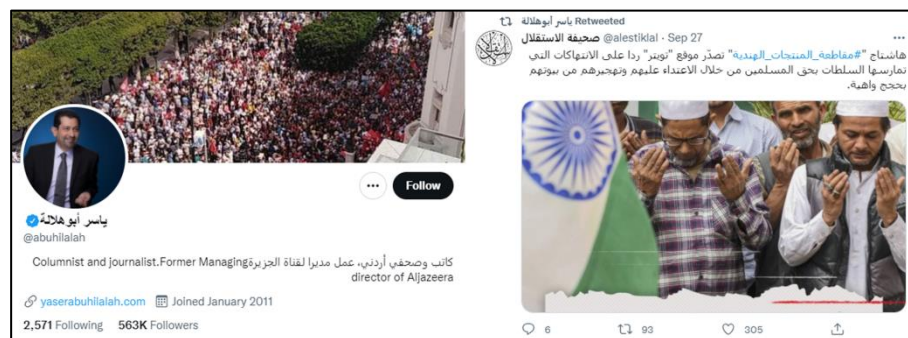 Follow
ياسر أبوهلالة
@abuhilalah
كاتب وصحفي أردني، عمل مديرا لقناة الجزيرةColumnist and journalist.Former Managing
director of Aljazeera
yaserabuhilalah.com Joined January 2011
2,571 Following 563K Followers
ياسر أبوهلالة Retweeted
صحيفة الاستقلال @alestiklal · Sep 27
هاشتاج "#مقاطعة_المنتجات_الهندية" تصدّر موقع "تويتر" ردا على الانتهاكات التي
تمارسها السلطات بحق المسلمين من خلال الاعتداء عليهم وتهجيرهم من بيوتهم
بحجج واهية.
6 93 305